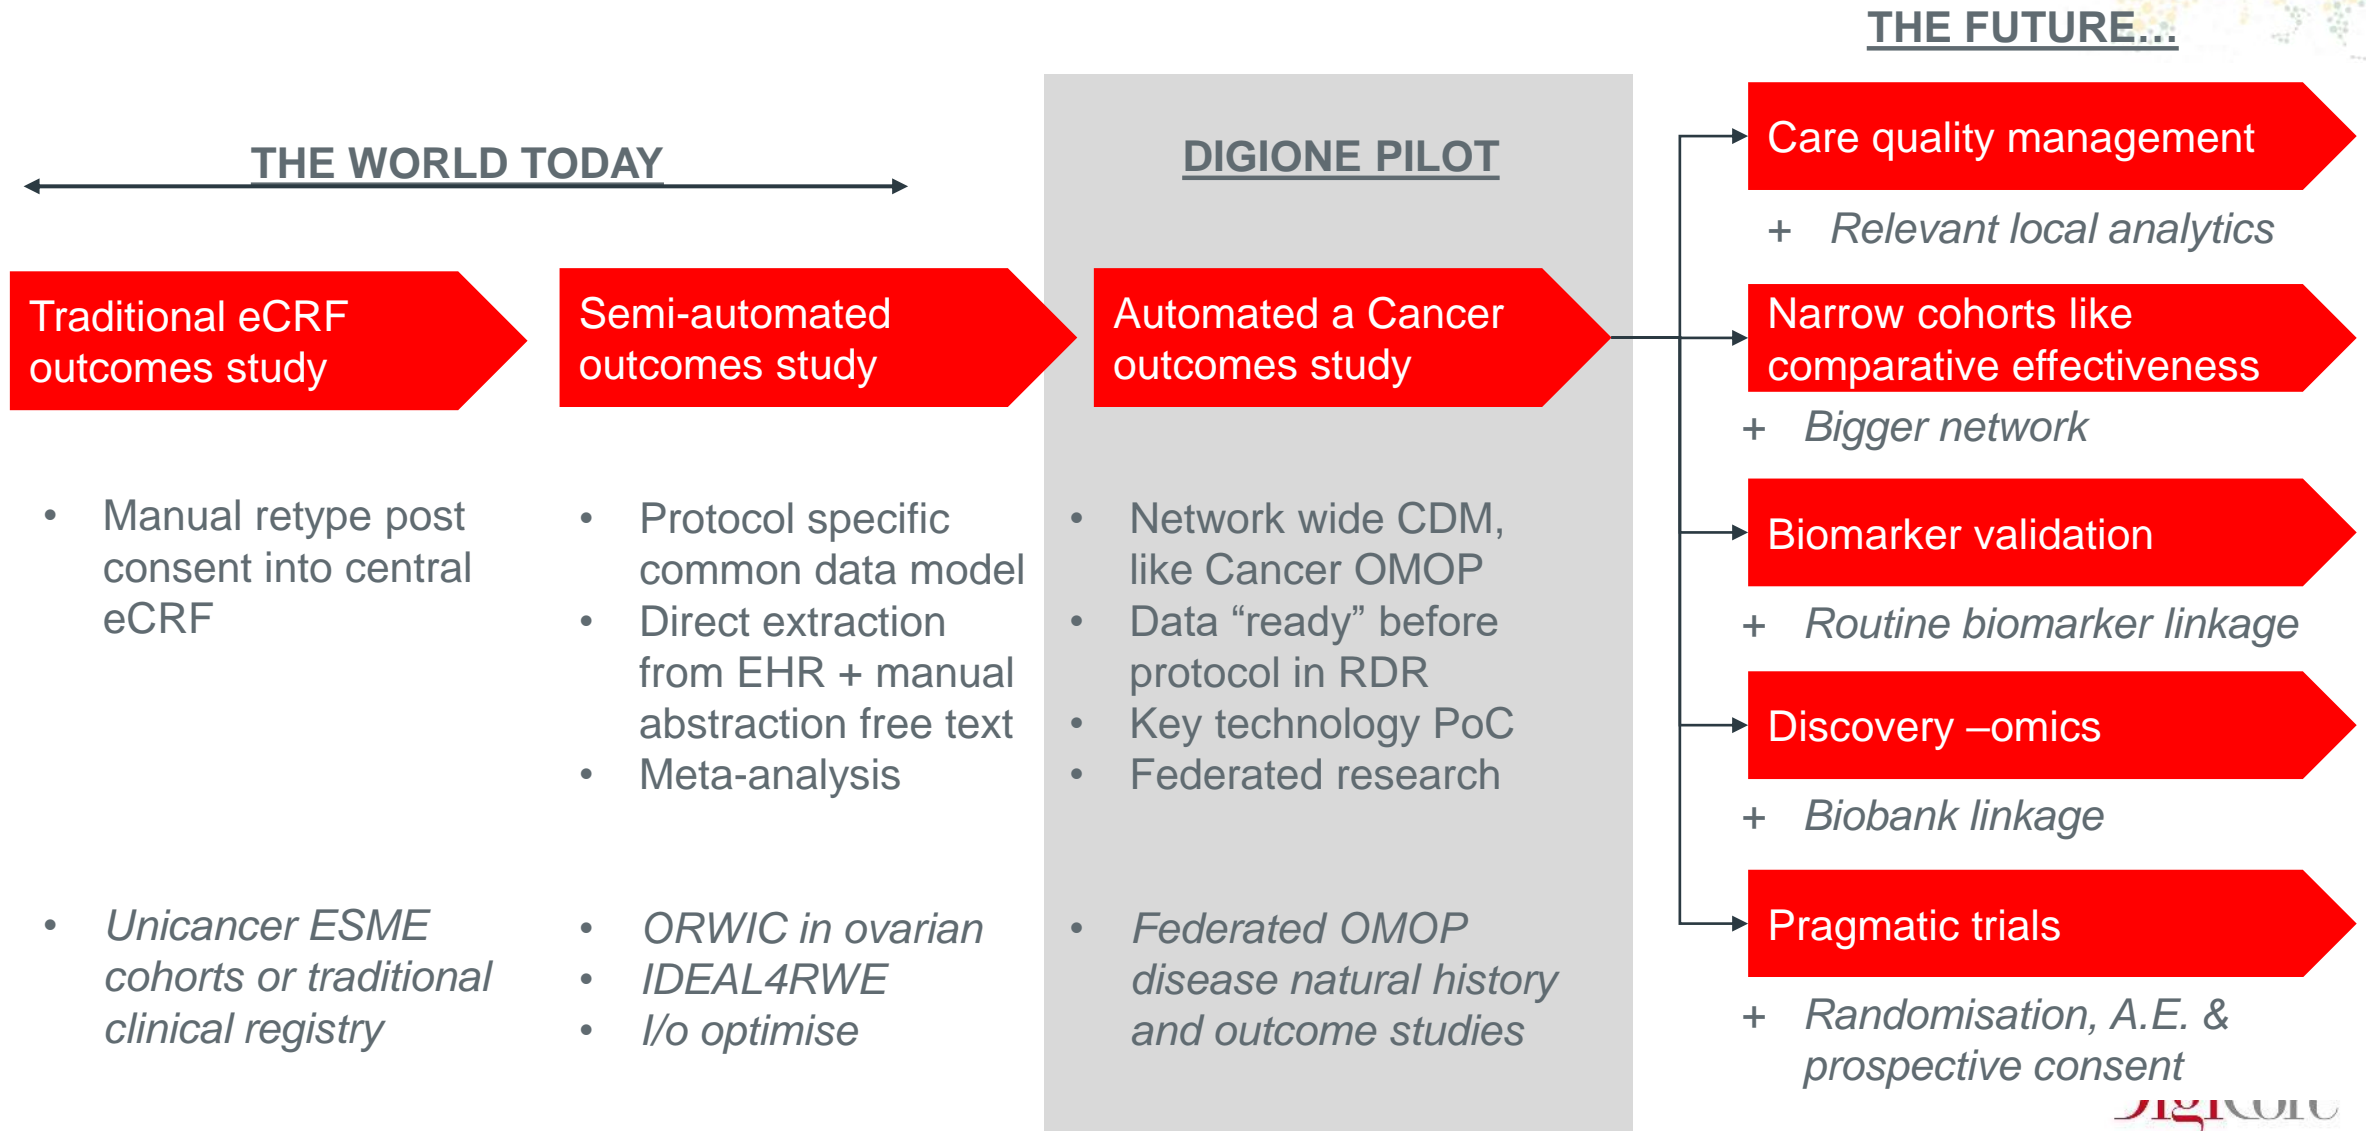 THE WORLD TODAY
Traditional eCRF
outcomes study
• Manual retype post
consent into central
eCRF
• Unicancer ESME
cohorts or traditional
clinical registry
Semi-automated
outcomes study
• Protocol specific
common data model
• Direct extraction
from EHR + manual
abstraction free text
• Meta-analysis
• ORWIC in ovarian
• IDEAL4RWE
• I/o optimise
DIGIONE PILOT
Automated a Cancer
outcomes study
• Network wide CDM,
like Cancer OMOP
• Data “ready” before
protocol in RDR
• Key technology PoC
• Federated research
• Federated OMOP
disease natural history
and outcome studies
THE FUTURE...
Care quality management
+ Relevant local analytics
Narrow cohorts like
comparative effectiveness
+ Bigger network
Biomarker validation
+ Routine biomarker linkage
Discovery –omics
+ Biobank linkage
Pragmatic trials
+ Randomisation, A.E. &
prospective consent
DigiCore